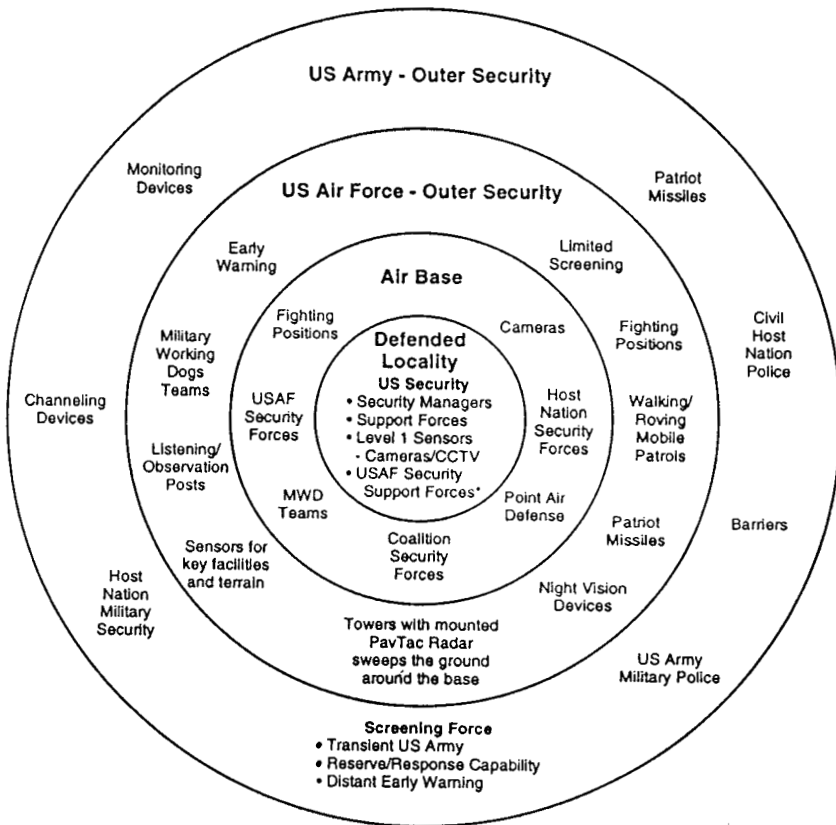 US Army - Outer Security
Monitoring
Devices
Patriot
Missiles
US Air Force - Outer Security
Early
Warning
Limited
Screening
Air Base
Fighting
Positions
Cameras
Military
Working
Dogs
Teams
Fighting
Positions
Civil
Host
Nation
Police
Defended
Locality
US Security
• Security Managers
• Support Forces
• Level 1 Sensors
- Cameras/CCTV
• USAF Security
Support Forces*
Channeling
Devices
USAF
Security
Forces
Host
Nation
Security
Forces
Walking/
Roving
Mobile
Patrols
Listening/
Observation
Posts
MWD
Teams
Point Air
Defense
Patriot
Missiles
Barriers
Coalition
Security
Forces
Sensors for
key facilities
and terrain
Night Vision
Devices
Host
Nation
Military
Security
Towers with mounted
PavTac Radar
sweeps the ground
around the base
US Army
Military Police
Screening Force
• Transient US Army
• Reserve/Response Capability
• Distant Early Warning